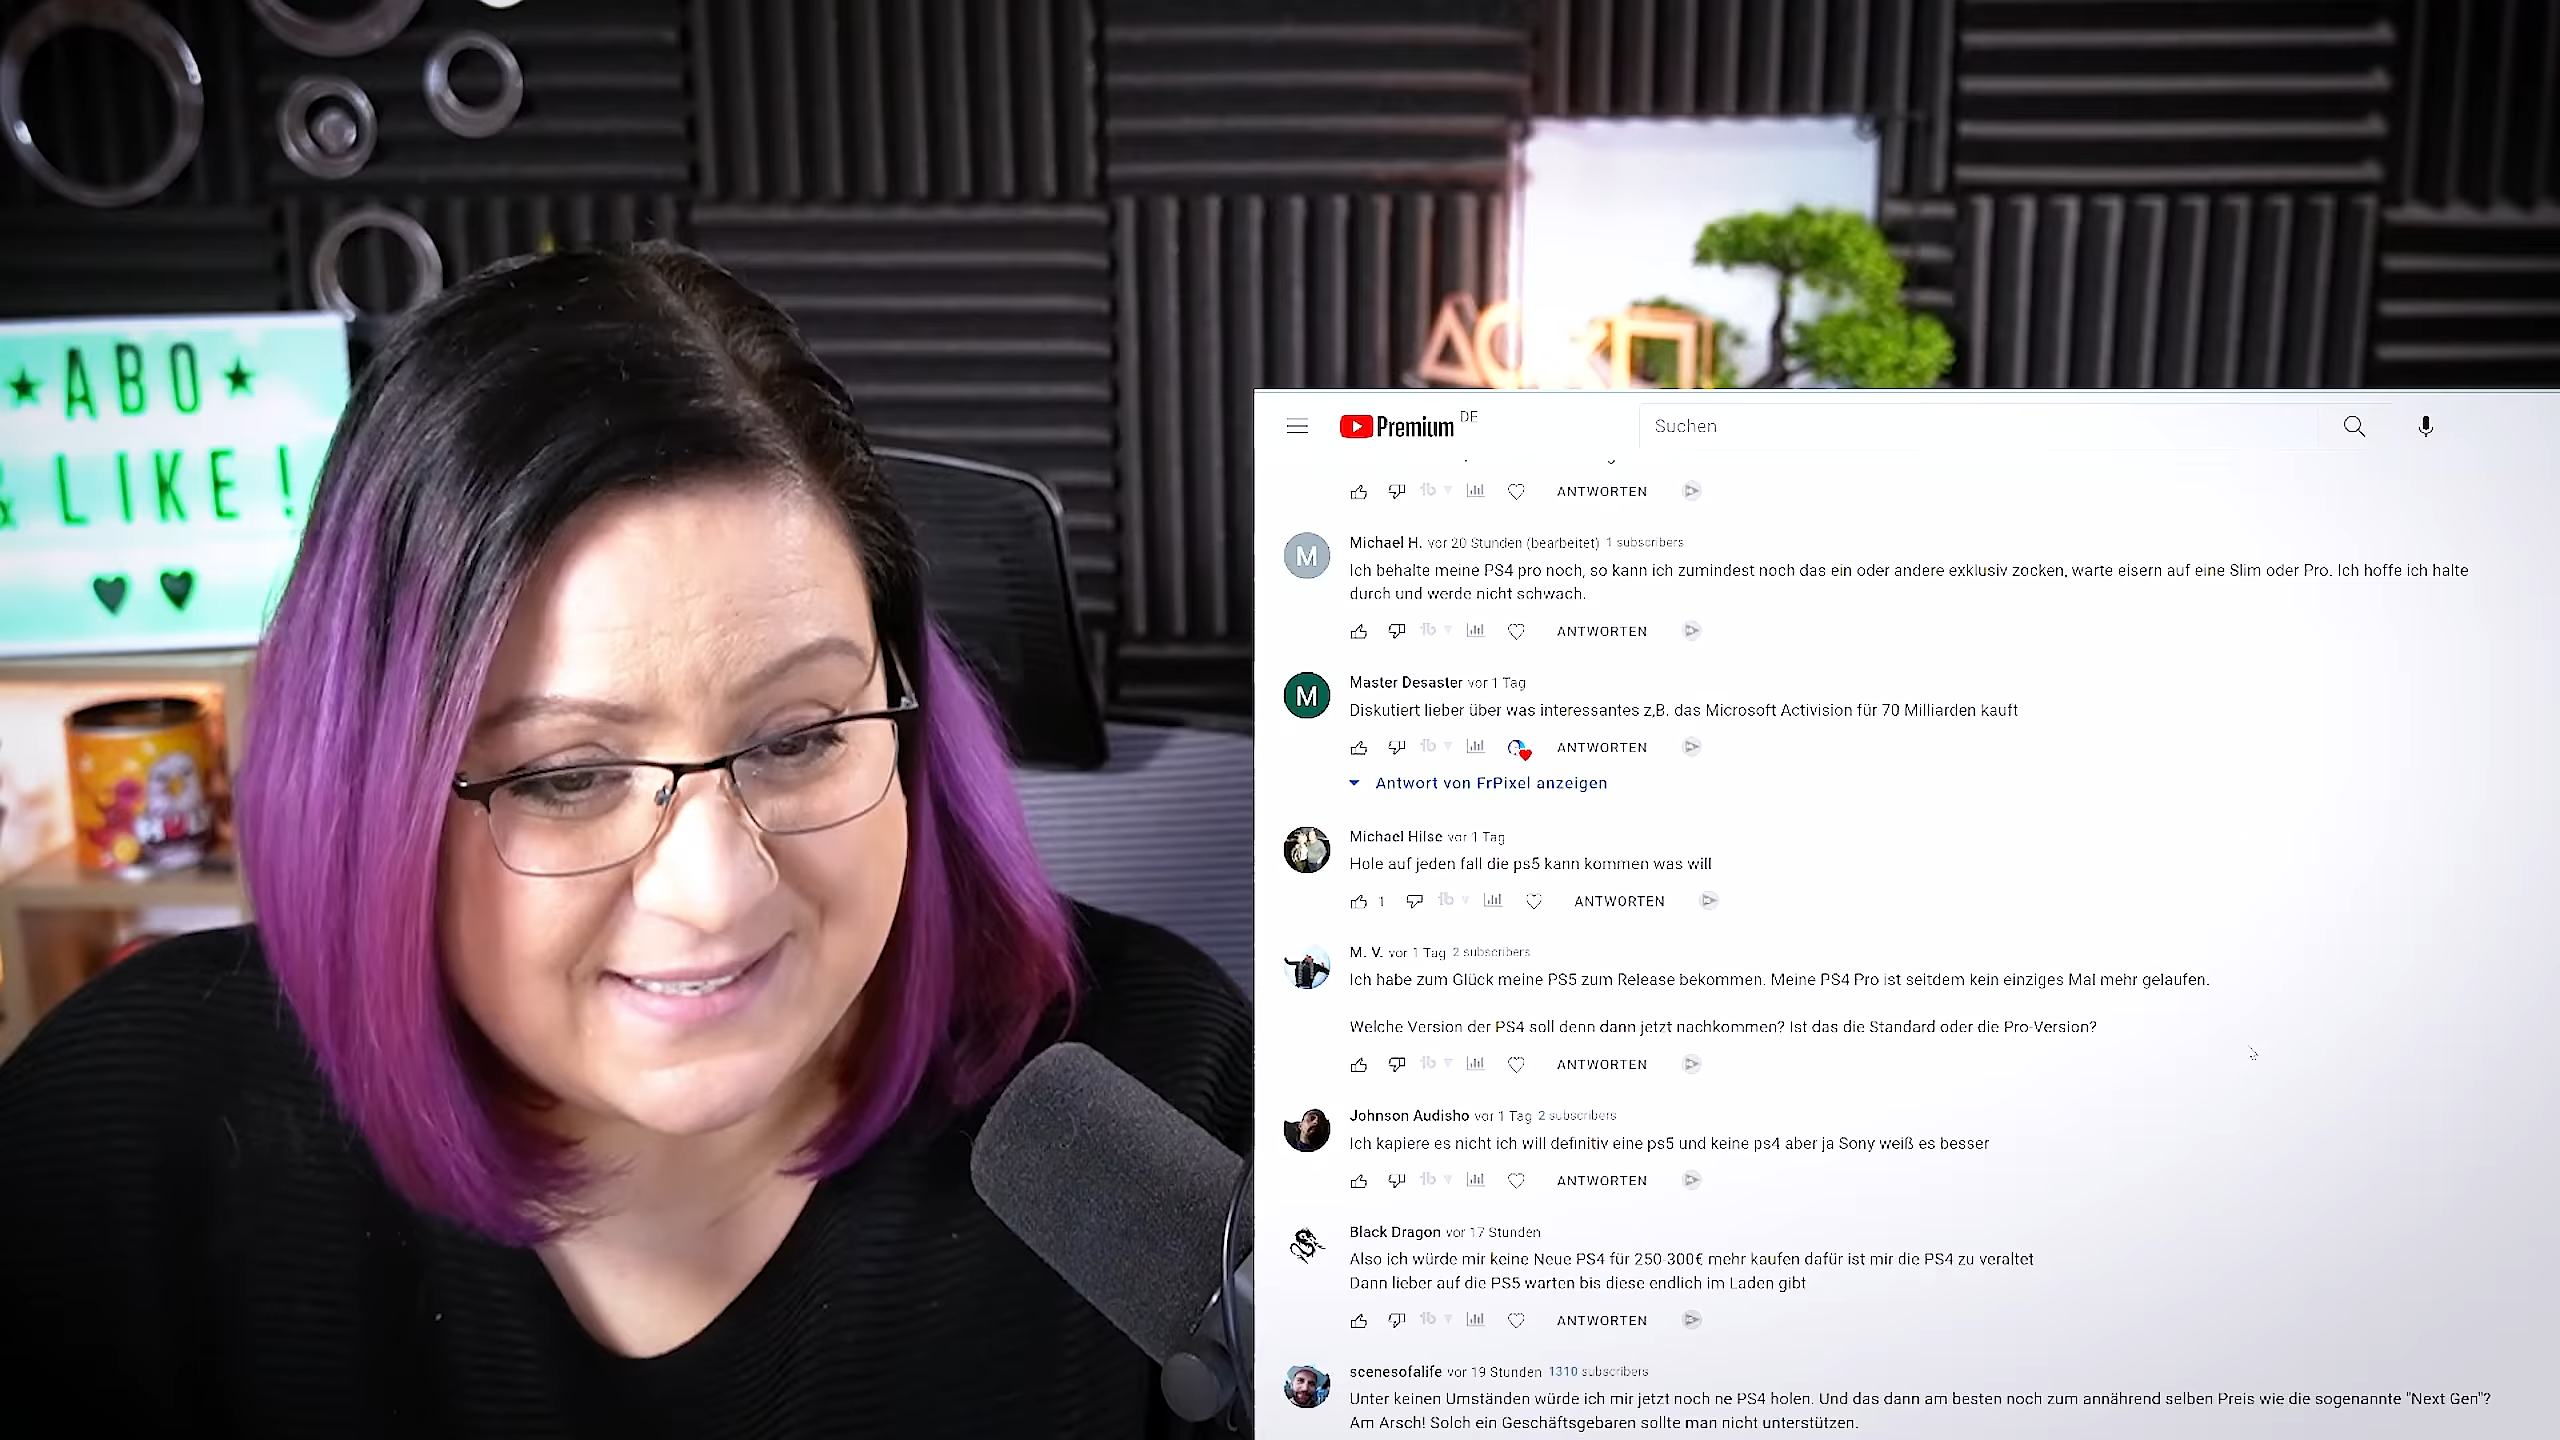 ★ABO★
& LIKE!
Premium DE
Suchen
ANTWORTEN
M
Michael H. vor 20 Stunden (bearbeitet) 1 subscribers
Ich behalte meine PS4 pro noch, so kann ich zumindest noch das ein oder andere exklusiv zocken, warte eisern auf eine Slim oder Pro. Ich hoffe ich halte
durch und werde nicht schwach.
ANTWORTEN
M
Master Desaster vor 1 Tag
Diskutiert lieber über was interessantes z,B. das Microsoft Activision für 70 Milliarden kauft
ANTWORTEN
Antwort von FrPixel anzeigen
Michael Hilse vor 1 Tag
Hole auf jeden fall die ps5 kann kommen was will
1 ANTWORTEN
M. V. vor 1 Tag 2 subscribers
Ich habe zum Glück meine PS5 zum Release bekommen. Meine PS4 Pro ist seitdem kein einziges Mal mehr gelaufen.
Welche Version der PS4 soll denn dann jetzt nachkommen? Ist das die Standard oder die Pro-Version?
ANTWORTEN
Johnson Audisho vor 1 Tag 2 subscribers
Ich kapiere es nicht ich will definitiv eine ps5 und keine ps4 aber ja Sony weiß es besser
ANTWORTEN
Black Dragon vor 17 Stunden
Also ich würde mir keine Neue PS4 für 250-300€ mehr kaufen dafür ist mir die PS4 zu veraltet
Dann lieber auf die PS5 warten bis diese endlich im Laden gibt
ANTWORTEN
scenesofalife vor 19 Stunden 1310 subscribers
Unter keinen Umständen würde ich mir jetzt noch ne PS4 holen. Und das dann am besten noch zum annährend selben Preis wie die sogenannte "Next Gen"?
Am Arsch! Solch ein Geschäftsgebaren sollte man nicht unterstützen.